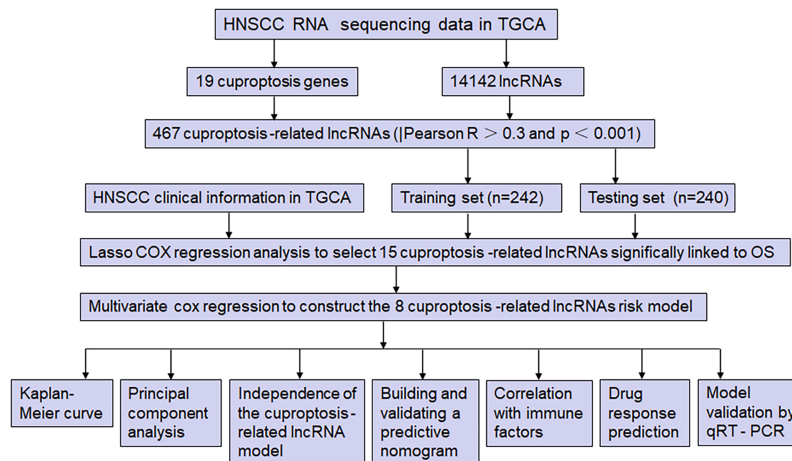 HNSCC RNA sequencing data in TGCA
19 cuproptosis genes
14142 lncRNAs
467 cuproptosis-related lncRNAs (|Pearson R > 0.3 and p < 0.001)
HNSCC clinical information in TGCA
Training set (n=242)
Testing set (n=240)
Lasso COX regression analysis to select 15 cuproptosis -related lncRNAs significally linked to OS
Multivariate cox regression to construct the 8 cuproptosis -related lncRNAs risk model
Kaplan-
Meier curve
Principal
component
analysis
Independence of
the cuproptosis-
related lncRNA
model
Building and
validating a
predictive
nomogram
Correlation
with immune
factors
Drug
response
prediction
Model
validation by
qRT - PCR